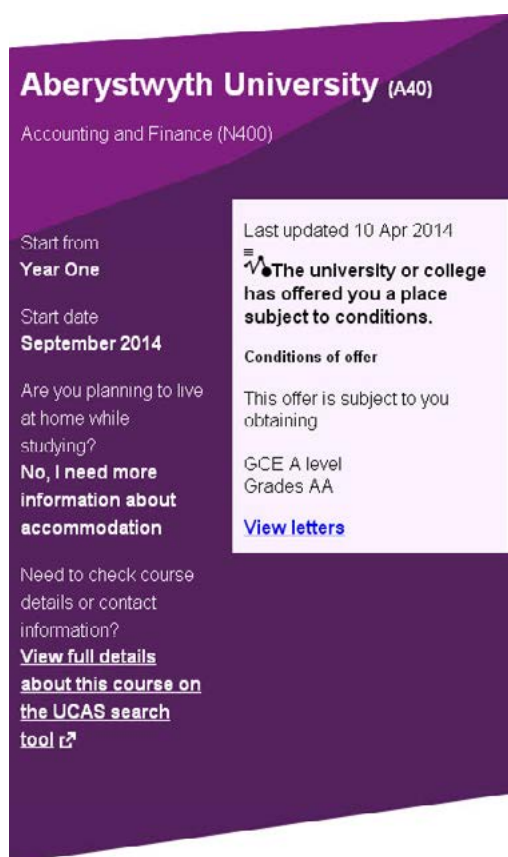 Aberystwyth University (A40)
Accounting and Finance (N400)
Start from
Year One
Start date
September 2014
Are you planning to live
at home while
studying?
No, I need more
information about
accommodation
Need to check course
details or contact
information?
View full details
about this course on
the UCAS search
tool
Last updated 10 Apr 2014
The university or college
has offered you a place
subject to conditions.
Conditions of offer
This offer is subject to you
obtaining
GCE A level
Grades AA
View letters